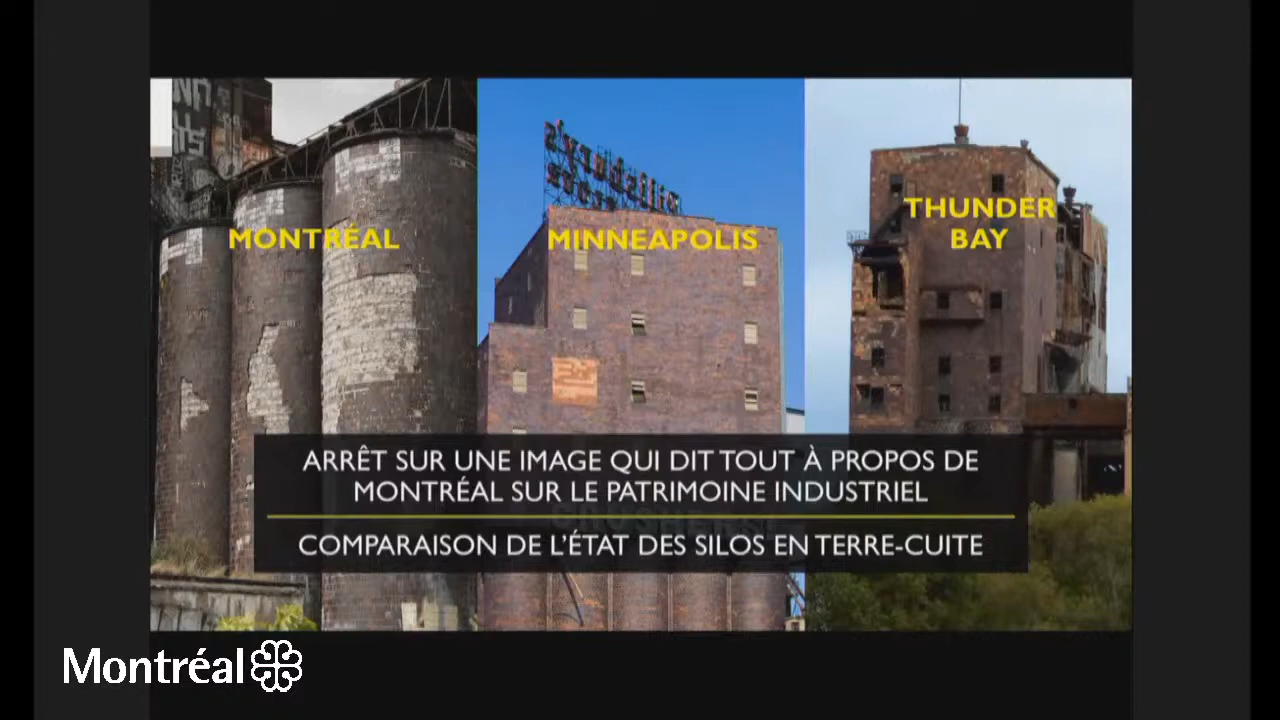 MONTRÉAL
MINNEAPOLIS
THUNDER
BAY
ARRÊT SUR UNE IMAGE QUI DIT TOUT À PROPOS DE
MONTRÉAL SUR LE PATRIMOINE INDUSTRIEL
COMPARAISON DE L'ÉTAT DES SILOS EN TERRE-CUITE
Montréal